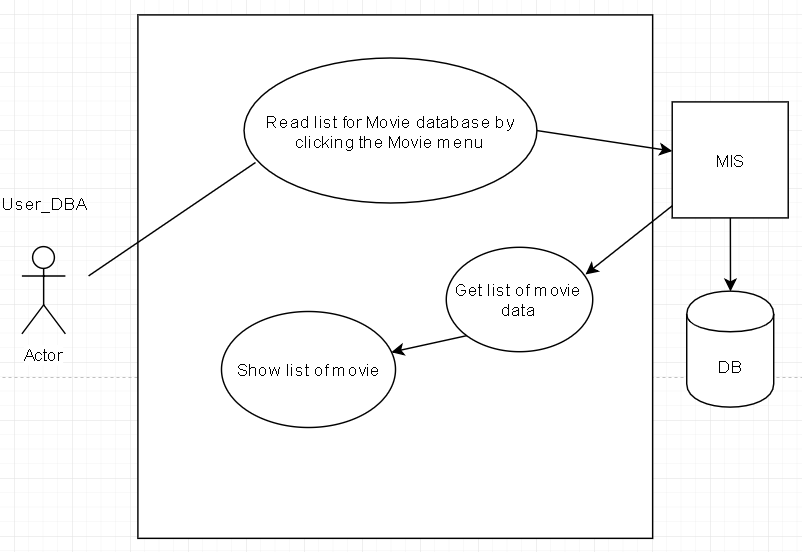 Read list for Movie database by
clicking the Movie menu
MIS
User_DBA
Get list of movie
data
Actor
Show list of movie
DB